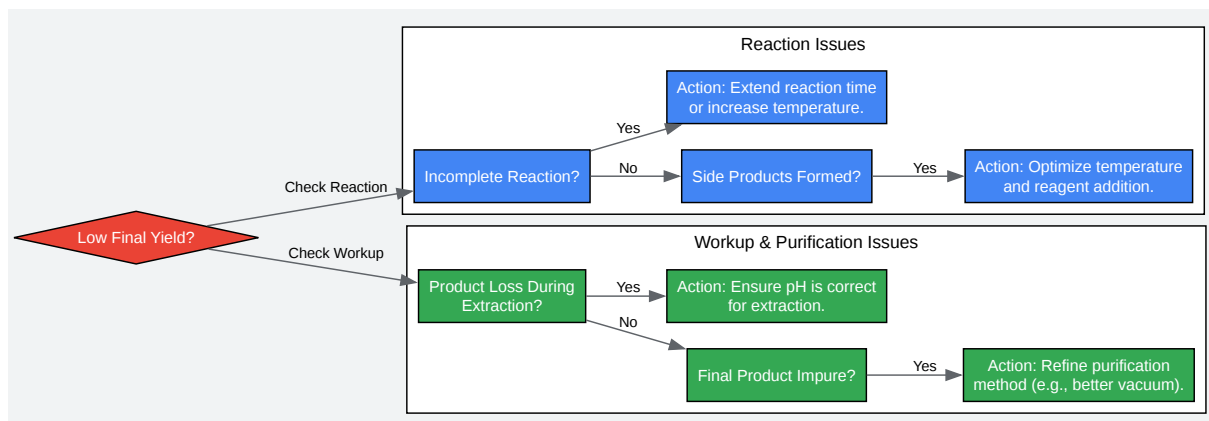 Reaction Issues
Action: Extend reaction time
or increase temperature.
Yes
Incomplete Reaction?
No
Side Products Formed?
Yes
Action: Optimize temperature
and reagent addition.
Check Reaction
Low Final Yield?
Check Workup
Workup & Purification Issues
Product Loss During
Extraction?
Yes
Action: Ensure pH is correct
for extraction.
No
Final Product Impure?
Yes
Action: Refine purification
method (e.g., better vacuum).